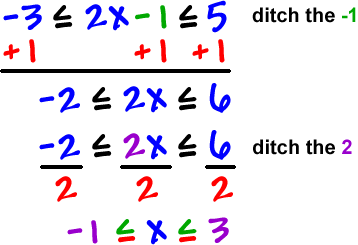 -3 ≤ 2x -1 ≤ 5 ditch the -1
+1 +1 +1
-2 ≤ 2x ≤ 6
-2 ≤ 2x ≤ 6 ditch the 2
2 2 2
-1 ≤ x ≤ 3